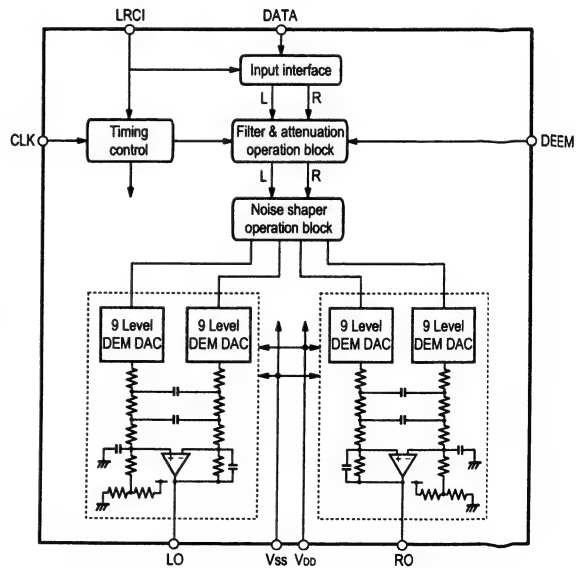 LRCI
DATA
Input interface
L
R
CLK
Timing
control
Filter & attenuation
operation block
DEEM
L
R
Noise shaper
operation block
9 Level
DEM DAC
9 Level
DEM DAC
9 Level
DEM DAC
9 Level
DEM DAC
+ -
- +
LO
Vss
VDD
RO